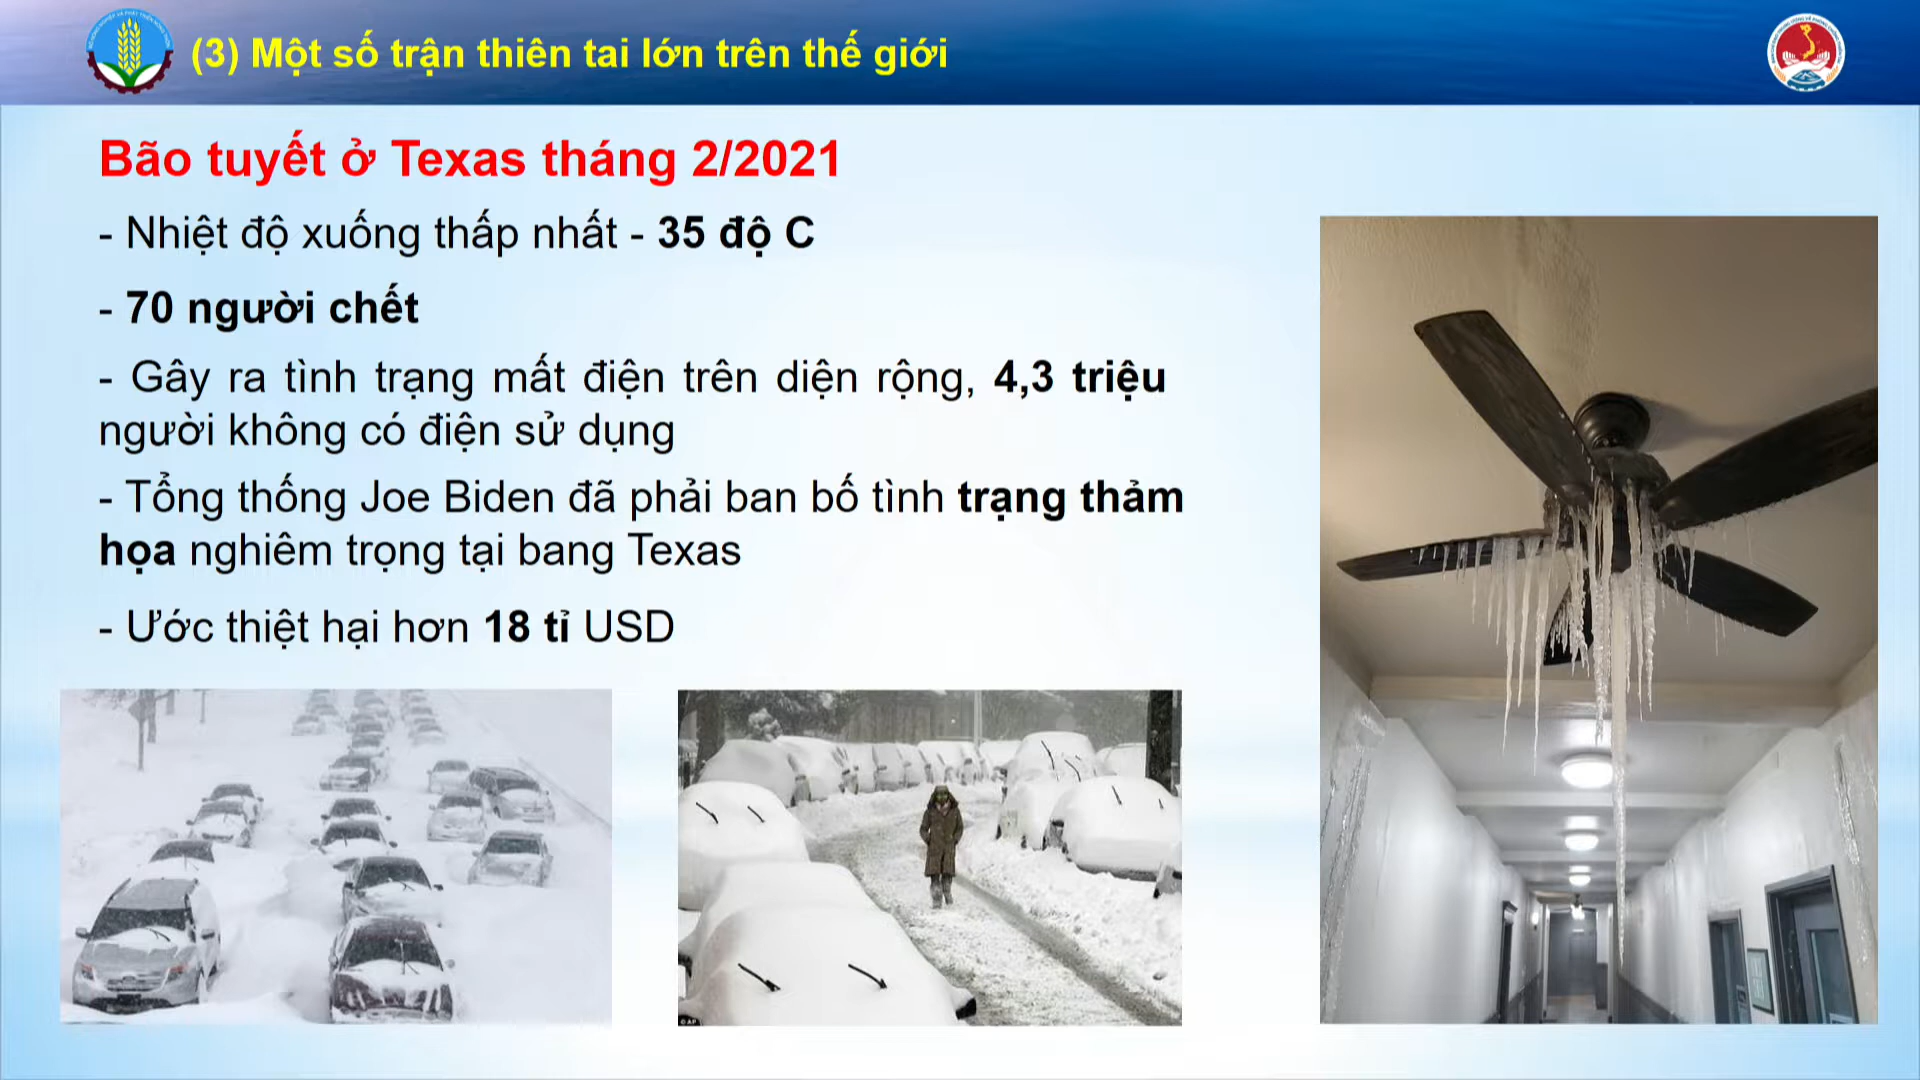 (3) Một số trận thiên tai lớn trên thế giới
Bão tuyết ở Texas tháng 2/2021
- Nhiệt độ xuống thấp nhất - 35 độ C
- 70 người chết
- Gây ra tình trạng mất điện trên diện rộng, 4,3 triệu
người không có điện sử dụng
- Tổng thống Joe Biden đã phải ban bố tình trạng thảm
họa nghiêm trọng tại bang Texas
- Ước thiệt hại hơn 18 tỉ USD
© AP